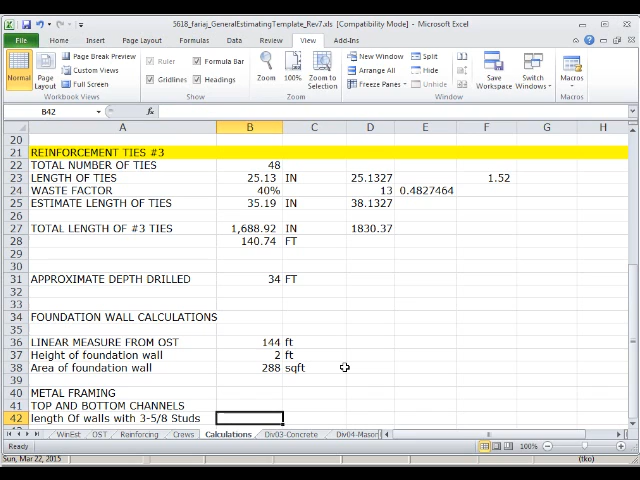 5618_fariaj_GeneralEstimatingTemplate_Rev7.xls [Compatibility Mode] - Microsoft Excel
File Home Insert Page Layout Formulas Data Review View Add-Ins
Normal
Page Layout
Page Break Preview
Custom Views
Full Screen
Workbook Views
Ruler
Formula Bar
Gridlines
Headings
Show
Zoom
100%
Zoom to Selection
Zoom
New Window
Arrange All
Freeze Panes
Split
Hide
Save Workspace
Switch Windows
Window
Macros
Macros
B42 fx
A B C D E F G H
20
21 REINFORCEMENT TIES #3
22 TOTAL NUMBER OF TIES 48
23 LENGTH OF TIES 25.13 IN 25.1327 1.52
24 WASTE FACTOR 40% 13 0.4827464
25 ESTIMATE LENGTH OF TIES 35.19 IN 38.1327
26
27 TOTAL LENGTH OF #3 TIES 1,688.92 IN 1830.37
28 140.74 FT
29
30
31 APPROXIMATE DEPTH DRILLED 34 FT
32
33
34 FOUNDATION WALL CALCULATIONS
35
36 LINEAR MEASURE FROM OST 144 ft
37 Height of foundation wall 2 ft
38 Area of foundation wall 288 sqft
39
40 METAL FRAMING
41 TOP AND BOTTOM CHANNELS
42 length Of walls with 3-5/8 Studs
WinEst OST Reinforcing Crews Calculations Div03-Concrete Div04-Mason
Ready 100%
Sun, Mar 22, 2015 (tko)